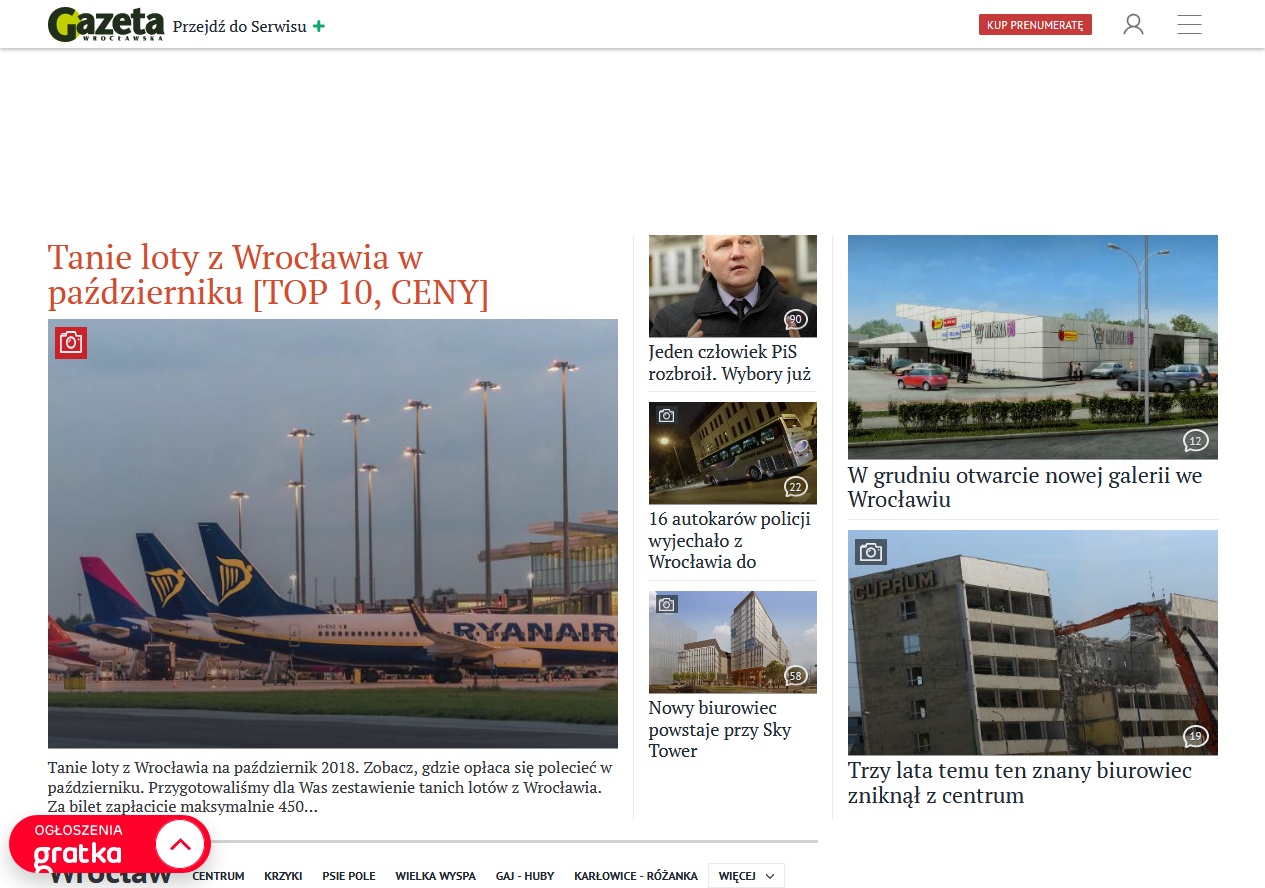 Gazeta
WROCŁAWSKA
Przejdź do Serwisu +
KUP PRENUMERATĘ
Tanie loty z Wrocławia w
październiku [TOP 10, CENY]
RYANAIR
Tanie loty z Wrocławia na październik 2018. Zobacz, gdzie opłaca się polecieć w
październiku. Przygotowaliśmy dla Was zestawienie tanich lotów z Wrocławia.
Za bilet zapłacicie maksymalnie 450…
90
Jeden człowiek PiS
rozbroił. Wybory już
22
16 autokarów policji
wyjechało z
Wrocławia do
58
Nowy biurowiec
powstaje przy Sky
Tower
12
W grudniu otwarcie nowej galerii we
Wrocławiu
CUPRUM
19
Trzy lata temu ten znany biurowiec
zniknął z centrum
OGŁOSZENIA
gratka
Wrocław
CENTRUM
KRZYKI
PSIE POLE
WIELKA WYSPA
GAJ - HUBY
KARŁOWICE - RÓŻANKA
WIĘCEJ